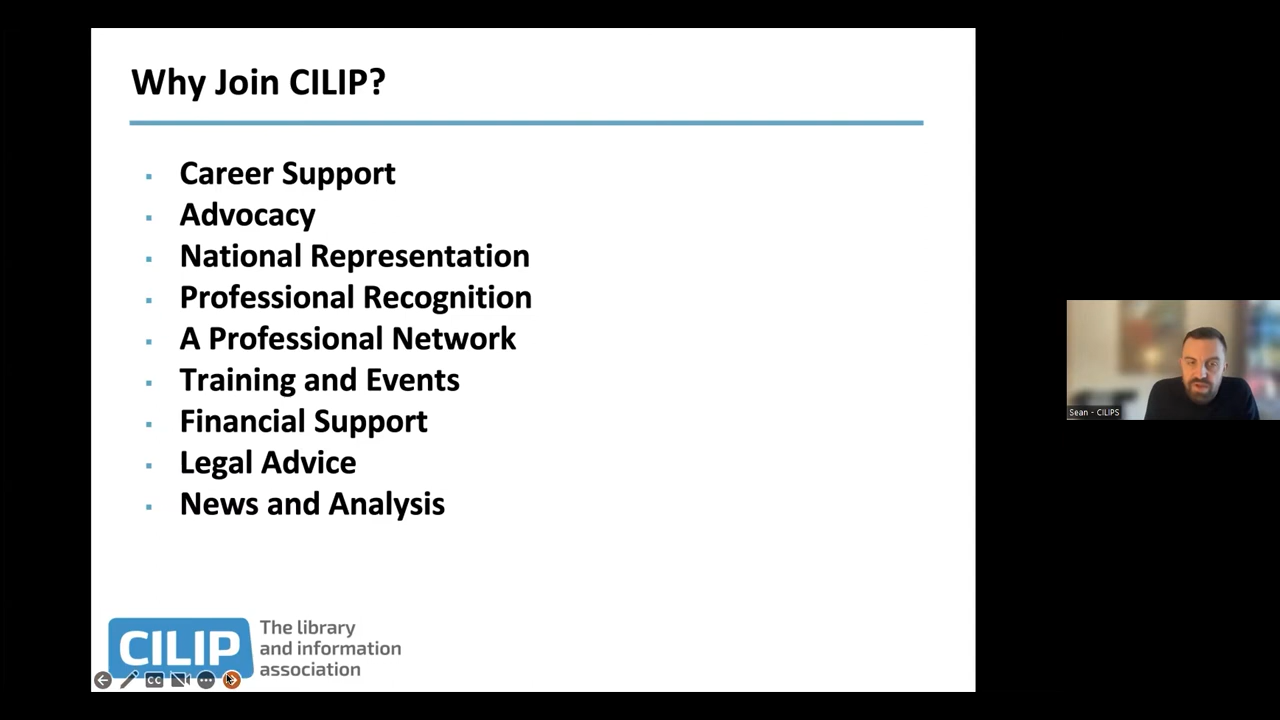 Why Join CILIP?
Career Support
Advocacy
National Representation
Professional Recognition
A Professional Network
Training and Events
Financial Support
Legal Advice
News and Analysis
CILIP
The library
and information
association
CC
Sean - CILIPS